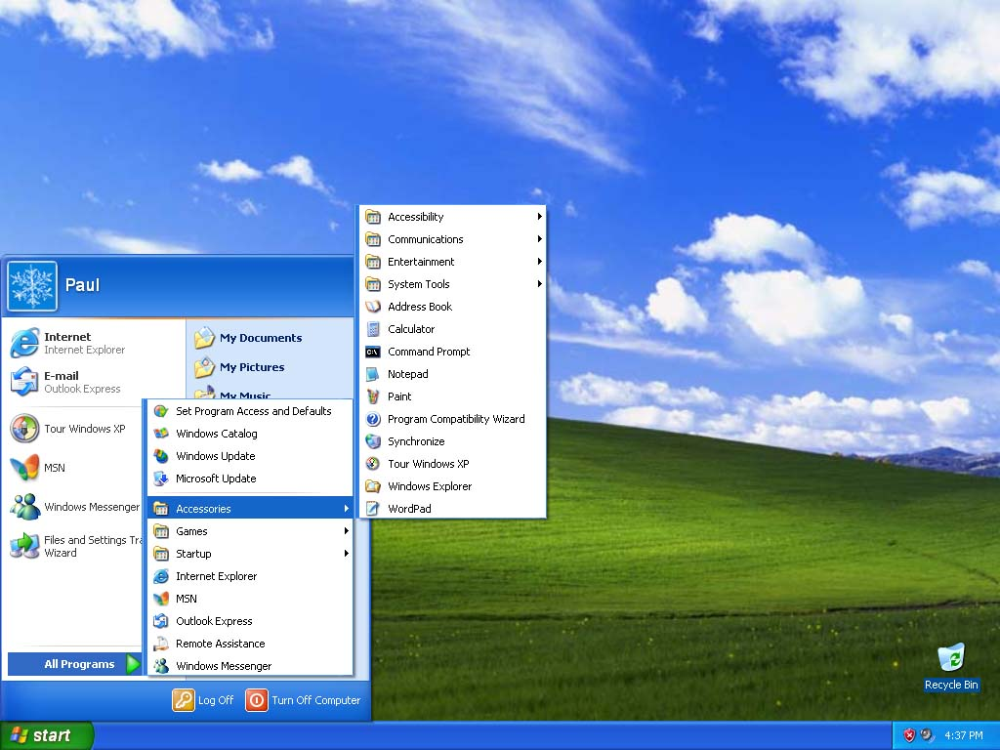 Paul
Internet
Internet Explorer
E-mail
Outlook Express
Tour Windows XP
MSN
Windows Messenger
Files and Settings Tra
Wizard
All Programs
My Documents
My Pictures
My Music
Set Program Access and Defaults
Windows Catalog
Windows Update
Microsoft Update
Accessories
Games
Startup
Internet Explorer
MSN
Outlook Express
Remote Assistance
Windows Messenger
Accessibility
Communications
Entertainment
System Tools
Address Book
Calculator
C:\
Command Prompt
Notepad
Paint
Program Compatibility Wizard
Synchronize
Tour Windows XP
Windows Explorer
WordPad
Log Off
Turn Off Computer
Recycle Bin
start
4:37 PM